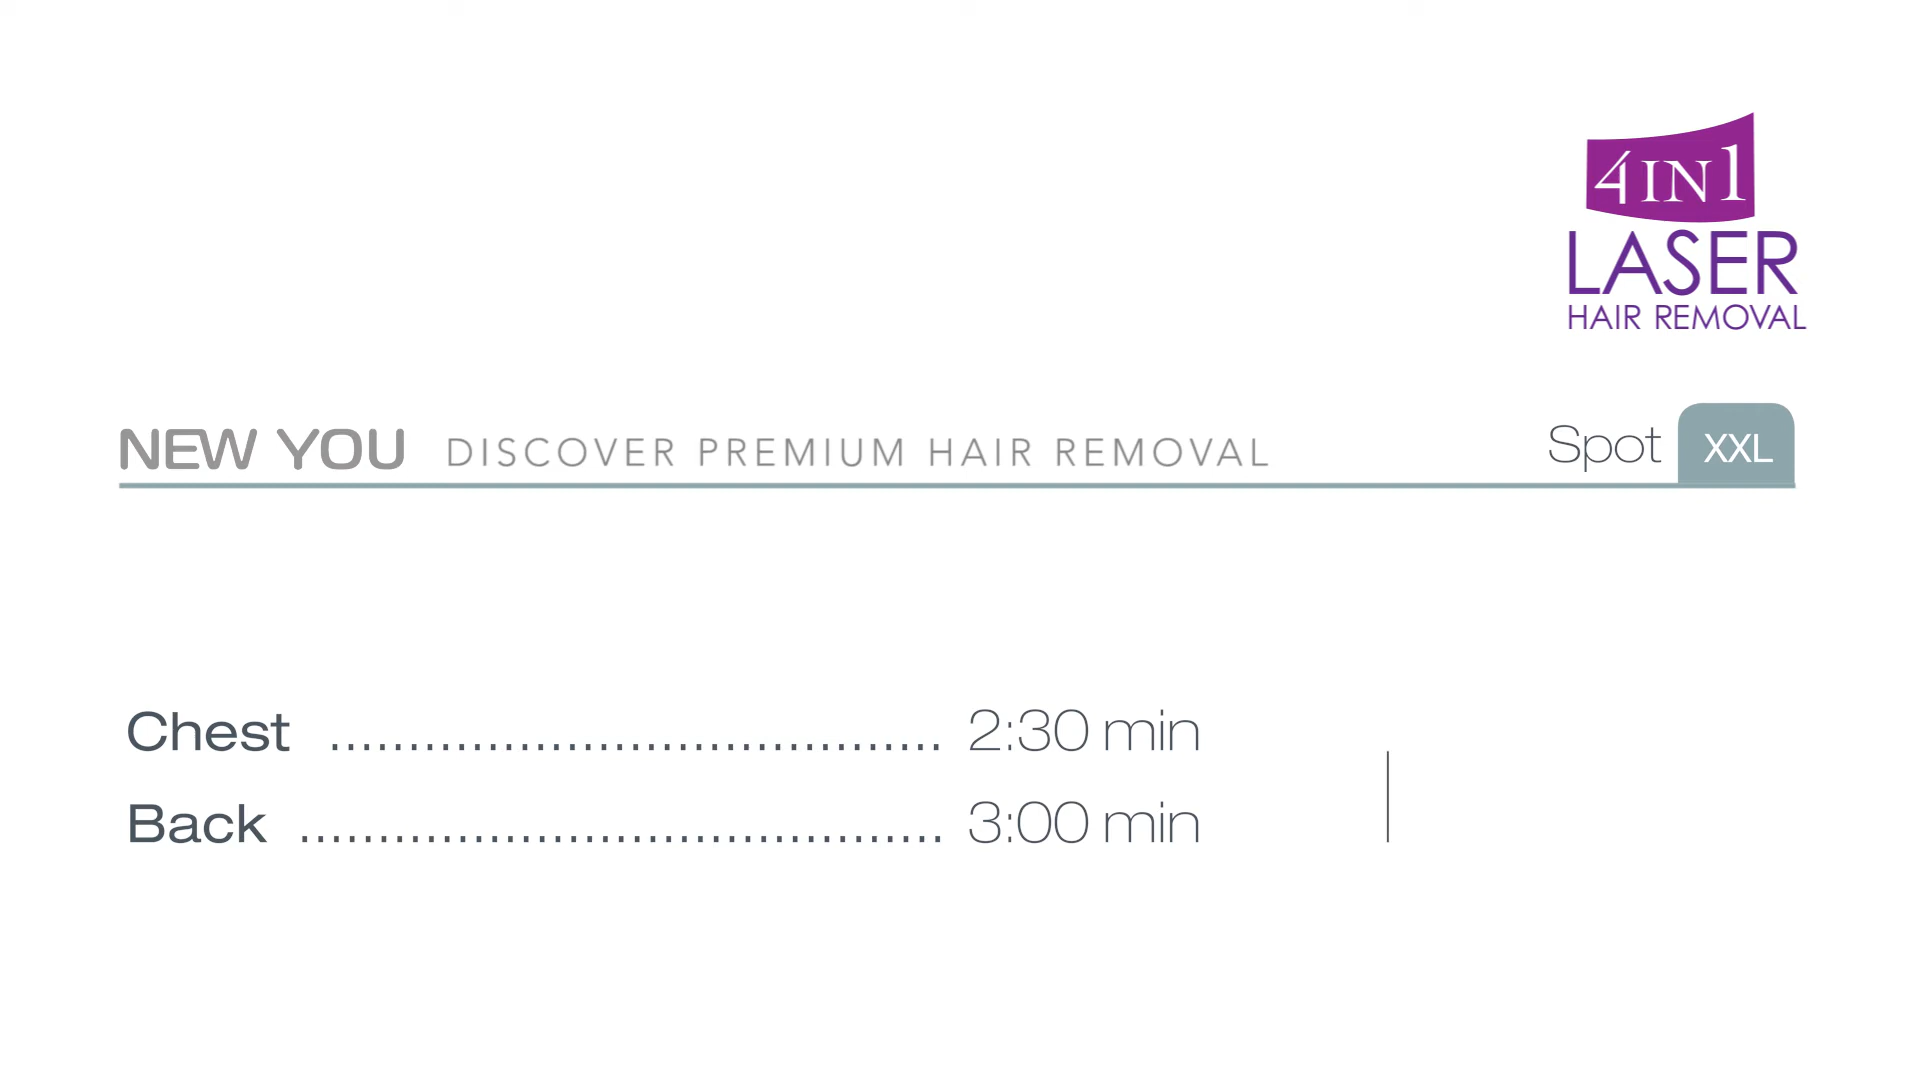 4IN1
LASER
HAIR REMOVAL
NEW YOU DISCOVER PREMIUM HAIR REMOVAL Spot XXL
Chest ....................................... 2:30 min
Back ......................................... 3:00 min